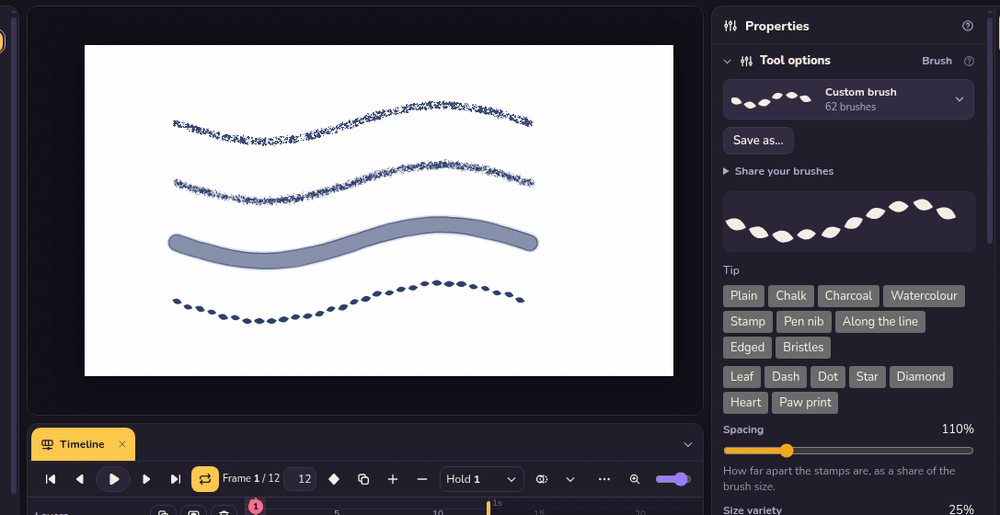 Properties
Tool options
Brush
Custom brush
62 brushes
Save as...
Share your brushes
Tip
Plain
Chalk
Charcoal
Watercolour
Stamp
Pen nib
Along the line
Edged
Bristles
Leaf
Dash
Dot
Star
Diamond
Heart
Paw print
Spacing
110%
How far apart the stamps are, as a share of the
brush size.
Size variety
25%
Timeline
Frame 1 / 12
12
Hold 1
1
5
10
1s
15
20
Layers